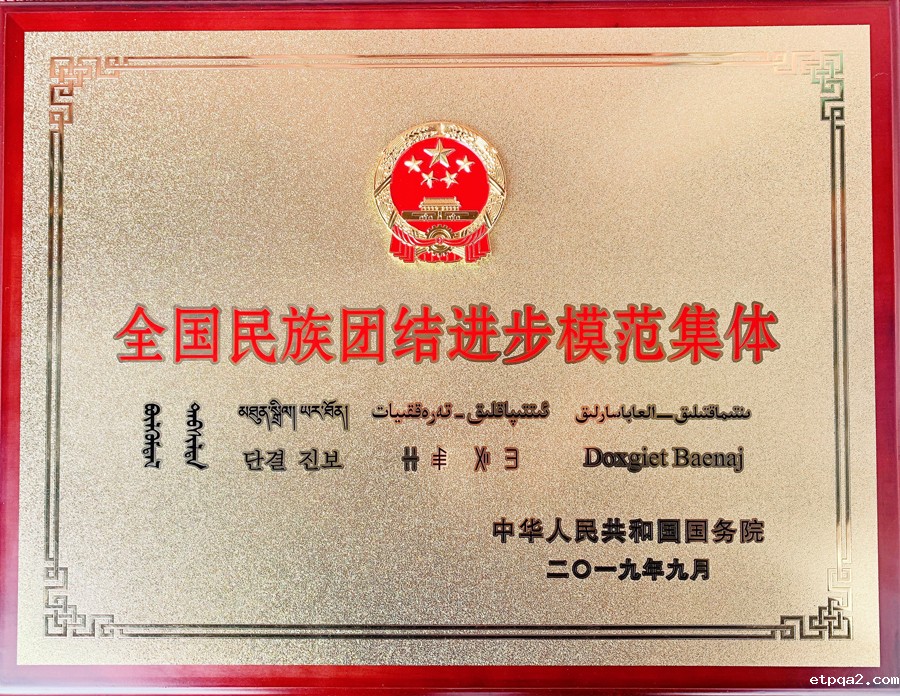 全国民族团结进步模范集体
མཐུན་སྒྲིལ། ཡར་ཐོན།
ئىتتىپاقلىق - تەرەققىيات
단결 진보
Doxgiet Baenaj
中华人民共和国国务院
二〇一九年九月
etpqa2.com